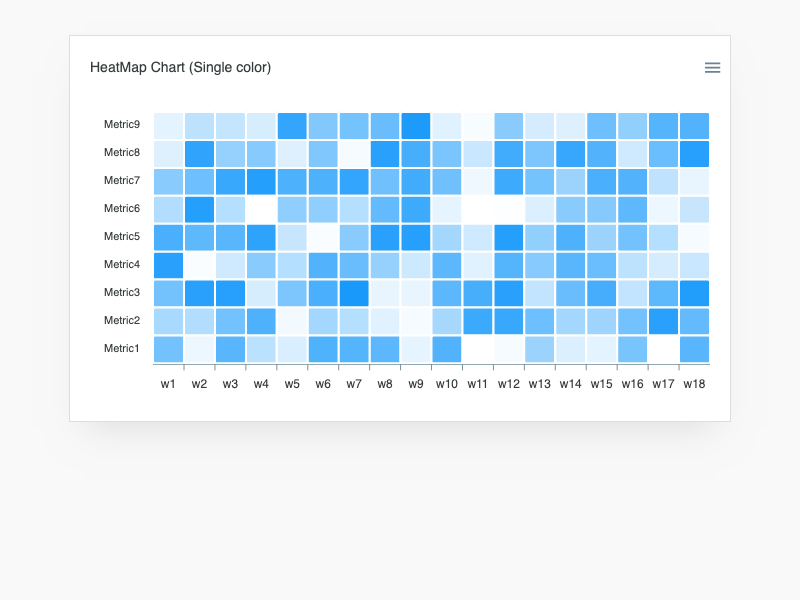 HeatMap Chart (Single color)
Metric9
Metric8
Metric7
Metric6
Metric5
Metric4
Metric3
Metric2
Metric1
w1 w2 w3 w4 w5 w6 w7 w8 w9 w10 w11 w12 w13 w14 w15 w16 w17 w18